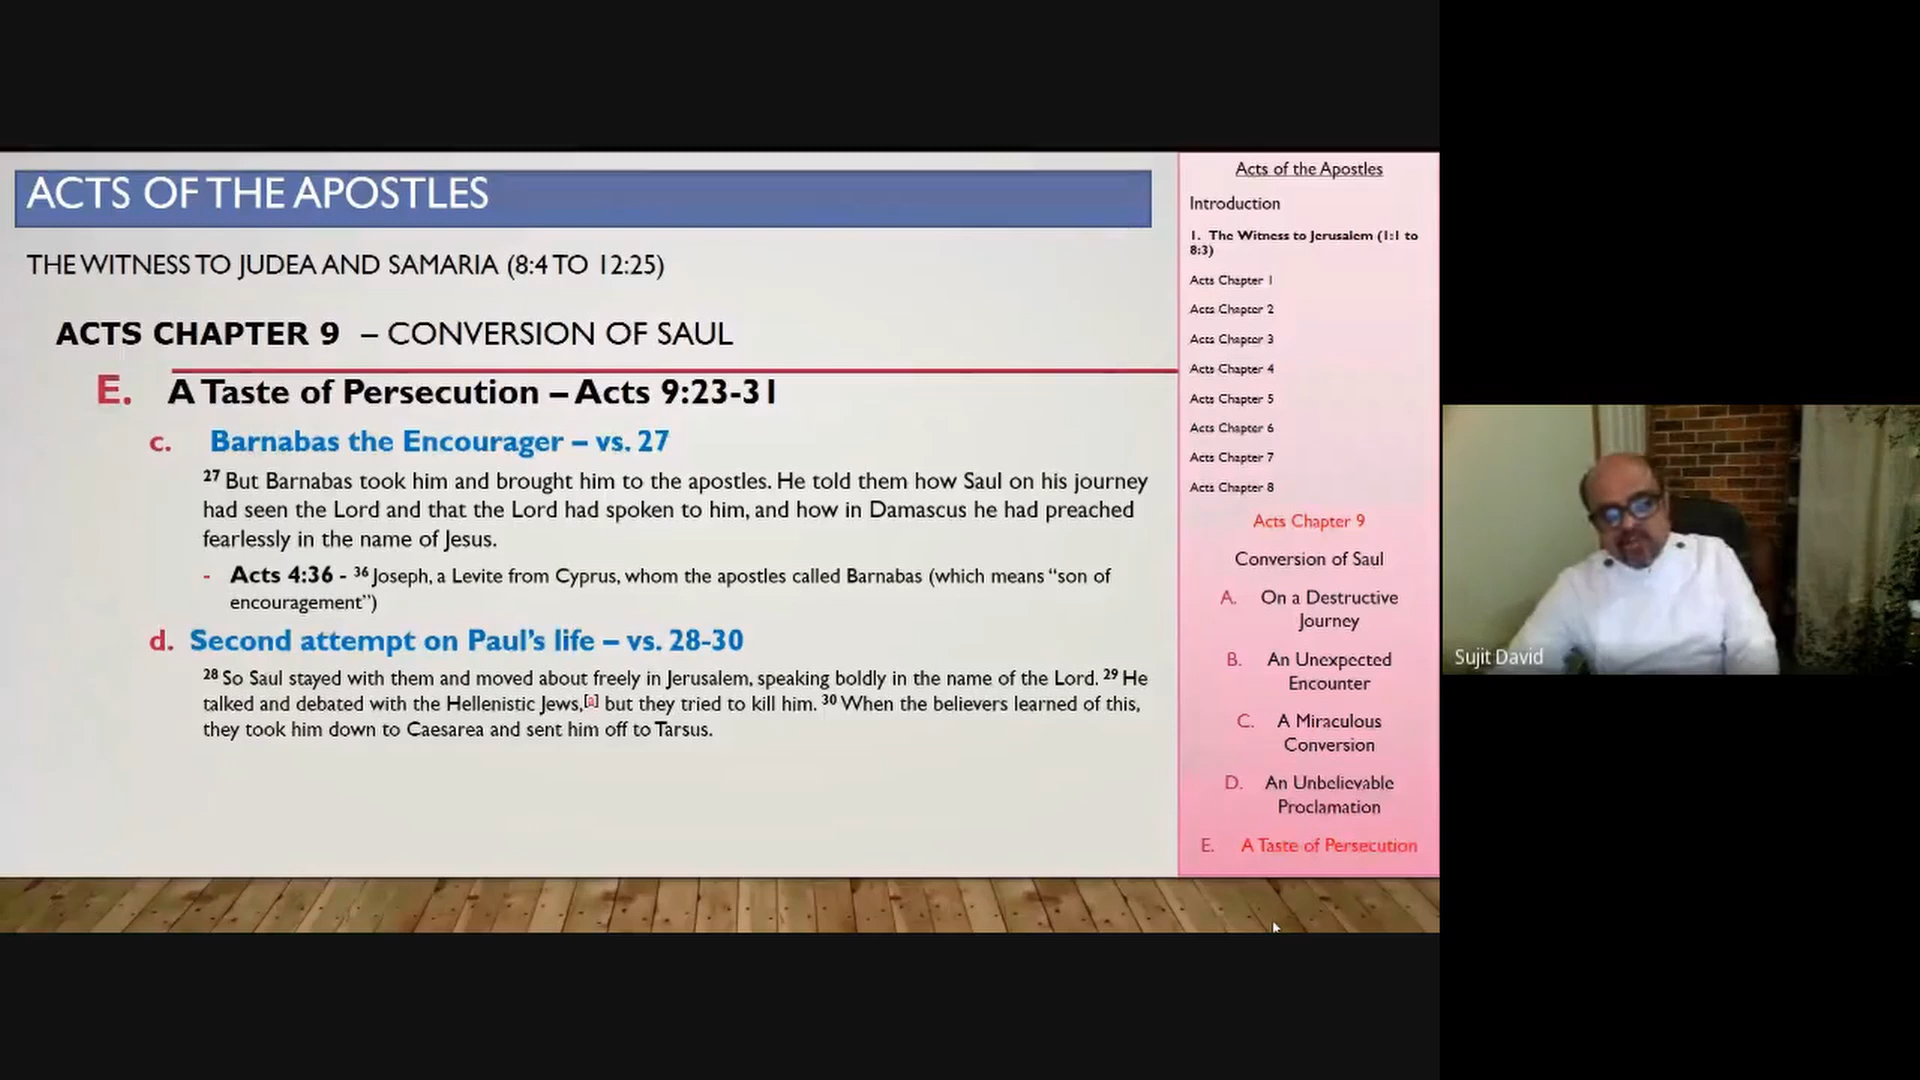 ACTS OF THE APOSTLES
THE WITNESS TO JUDEA AND SAMARIA (8:4 TO 12:25)
ACTS CHAPTER 9 – CONVERSION OF SAUL
E. A Taste of Persecution – Acts 9:23-31
c. Barnabas the Encourager – vs. 27
27 But Barnabas took him and brought him to the apostles. He told them how Saul on his journey
had seen the Lord and that the Lord had spoken to him, and how in Damascus he had preached
fearlessly in the name of Jesus.
- Acts 4:36 - 36 Joseph, a Levite from Cyprus, whom the apostles called Barnabas (which means “son of
encouragement”)
d. Second attempt on Paul’s life – vs. 28-30
28 So Saul stayed with them and moved about freely in Jerusalem, speaking boldly in the name of the Lord. 29 He
talked and debated with the Hellenistic Jews,[a] but they tried to kill him. 30 When the believers learned of this,
they took him down to Caesarea and sent him off to Tarsus.
Acts of the Apostles
Introduction
1. The Witness to Jerusalem (1:1 to
8:3)
Acts Chapter 1
Acts Chapter 2
Acts Chapter 3
Acts Chapter 4
Acts Chapter 5
Acts Chapter 6
Acts Chapter 7
Acts Chapter 8
Acts Chapter 9
Conversion of Saul
A. On a Destructive
Journey
B. An Unexpected
Encounter
C. A Miraculous
Conversion
D. An Unbelievable
Proclamation
E. A Taste of Persecution
Sujit David